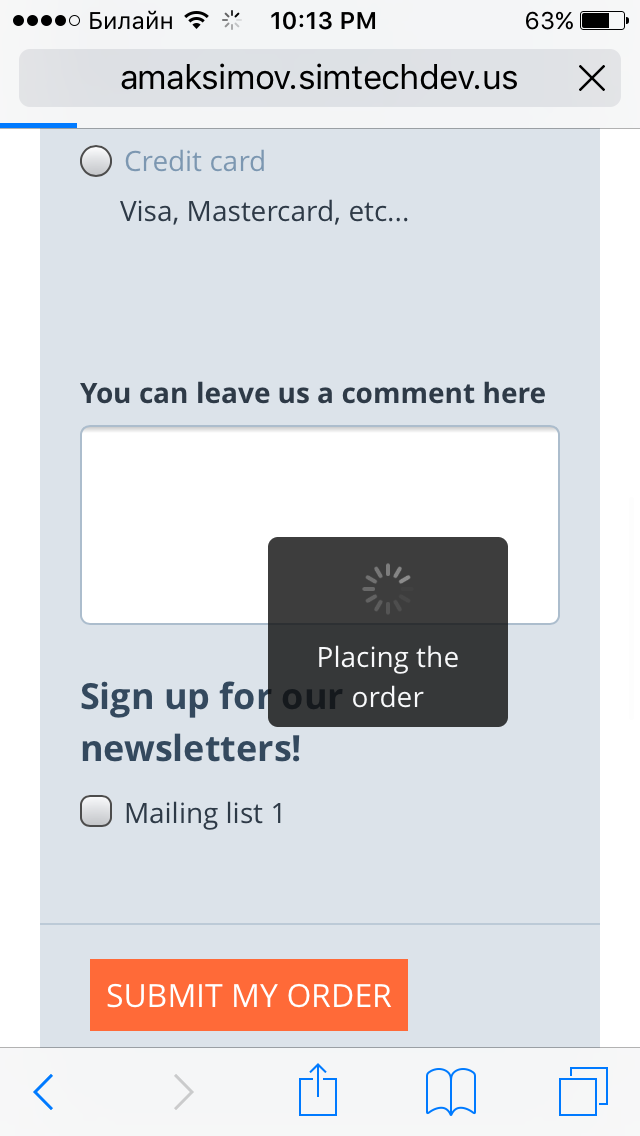 Билайн 10:13 PM 63%
amaksimov.simtechdev.us
Credit card
Visa, Mastercard, etc...
You can leave us a comment here
Placing the
order
Sign up for our
newsletters!
Mailing list 1
SUBMIT MY ORDER